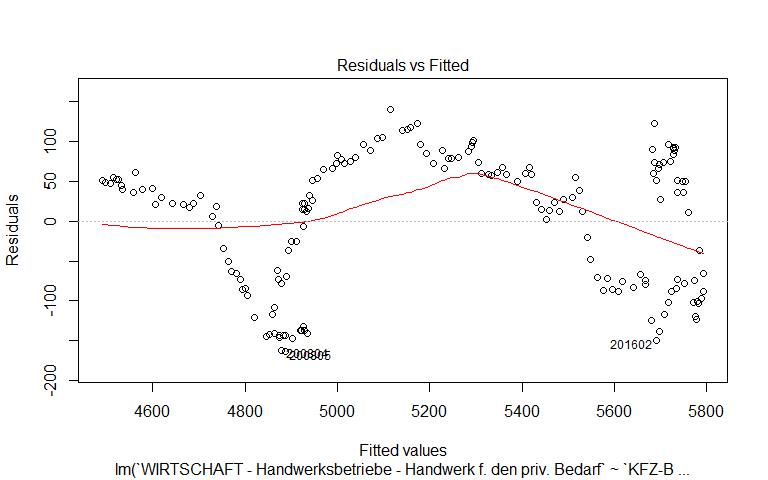 Residuals vs Fitted
Residuals
100
50
0
-100
-200
200805
201602
4600 4800 5000 5200 5400 5600 5800
Fitted values
lm(`WIRTSCHAFT - Handwerksbetriebe - Handwerk f. den priv. Bedarf` ~ `KFZ-B ...